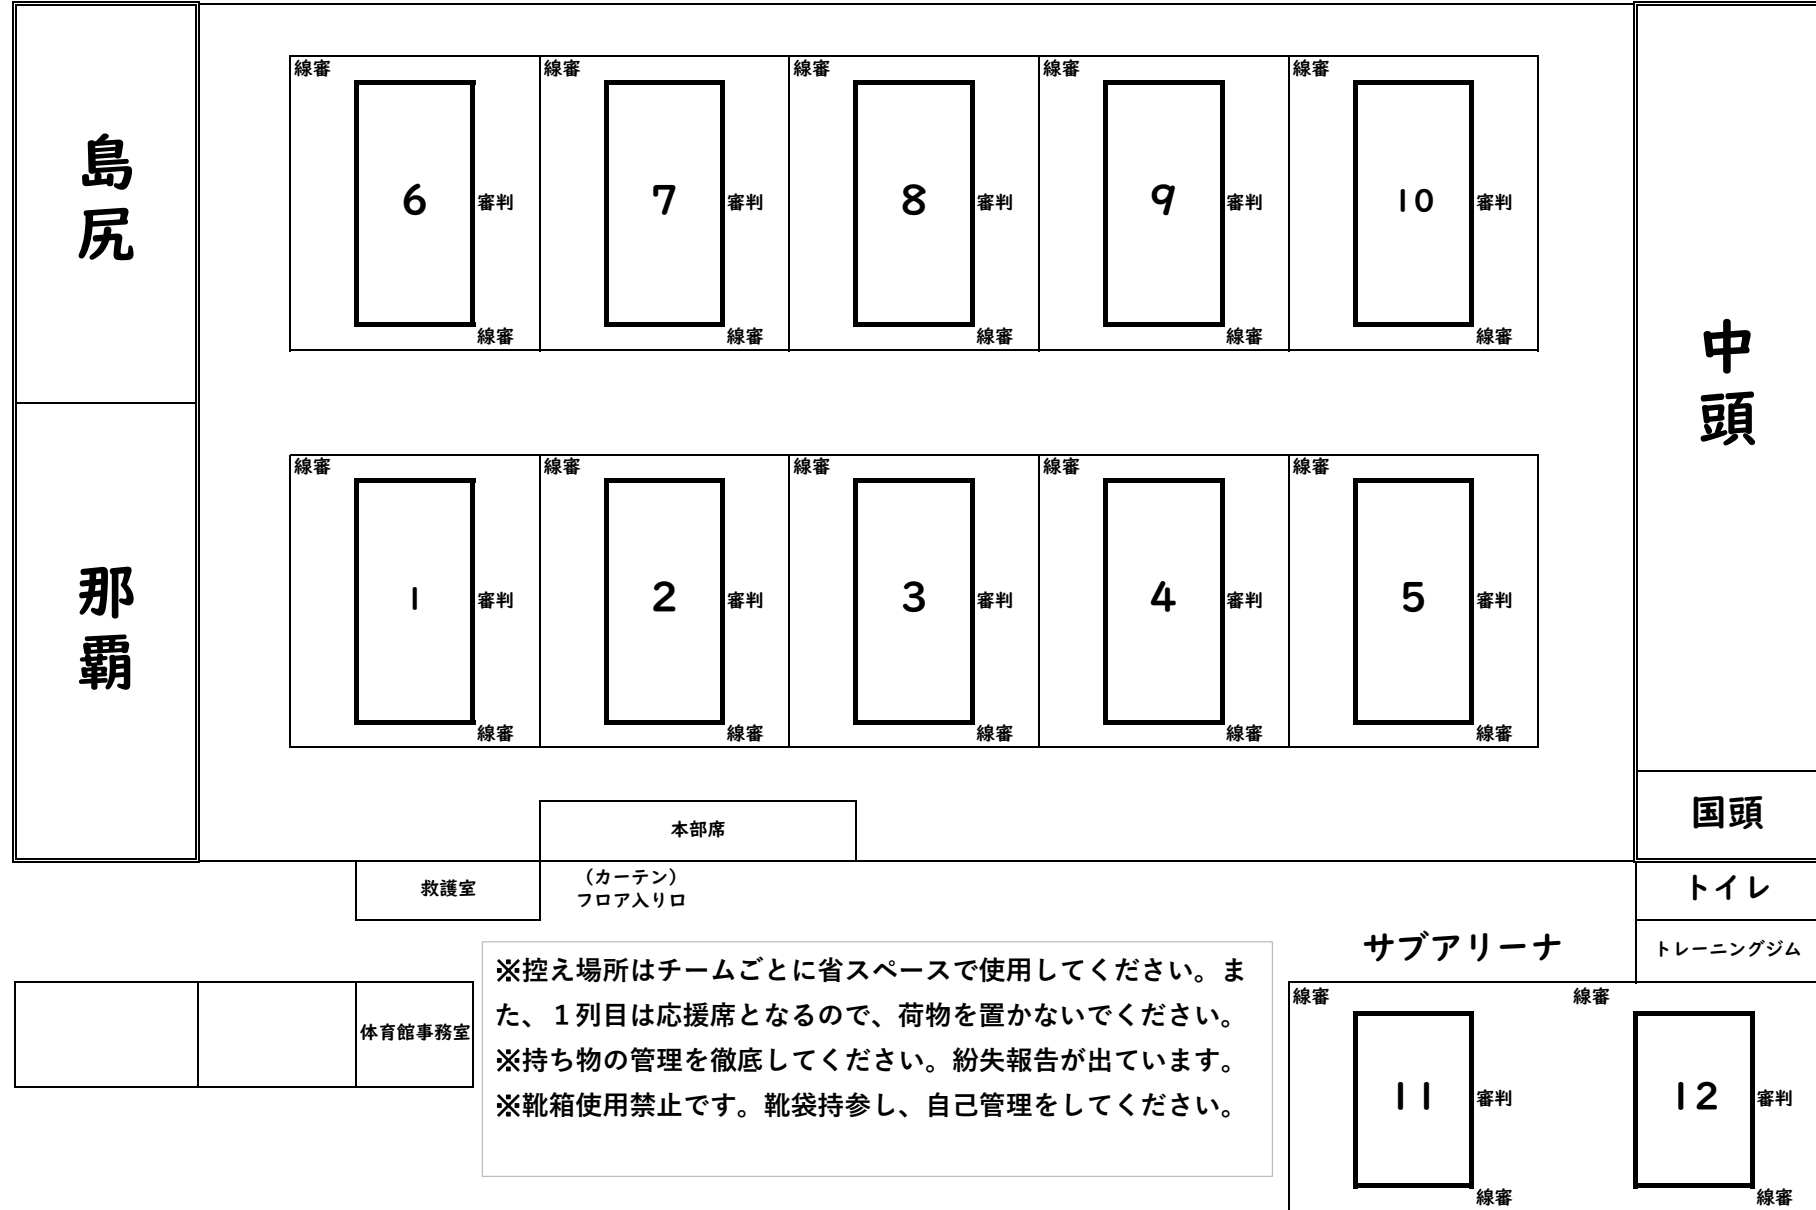 線審 線審 線審 線審 線審
島尻
6 審判 7 審判 8 審判 9 審判 10 審判
線審 線審 線審 線審 線審
中頭
線審 線審 線審 線審 線審
那覇
1 審判 2 審判 3 審判 4 審判 5 審判
線審 線審 線審 線審 線審
国頭
本部席
救護室
（カーテン）
フロア入り口
トイレ
サブアリーナ
トレーニングジム
体育館事務室
※控え場所はチームごとに省スペースで使用してください。ま
た、１列目は応援席となるので、荷物を置かないでください。
※持ち物の管理を徹底してください。紛失報告が出ています。
※靴箱使用禁止です。靴袋持参し、自己管理をしてください。
線審 線審
11 審判 12 審判
線審 線審